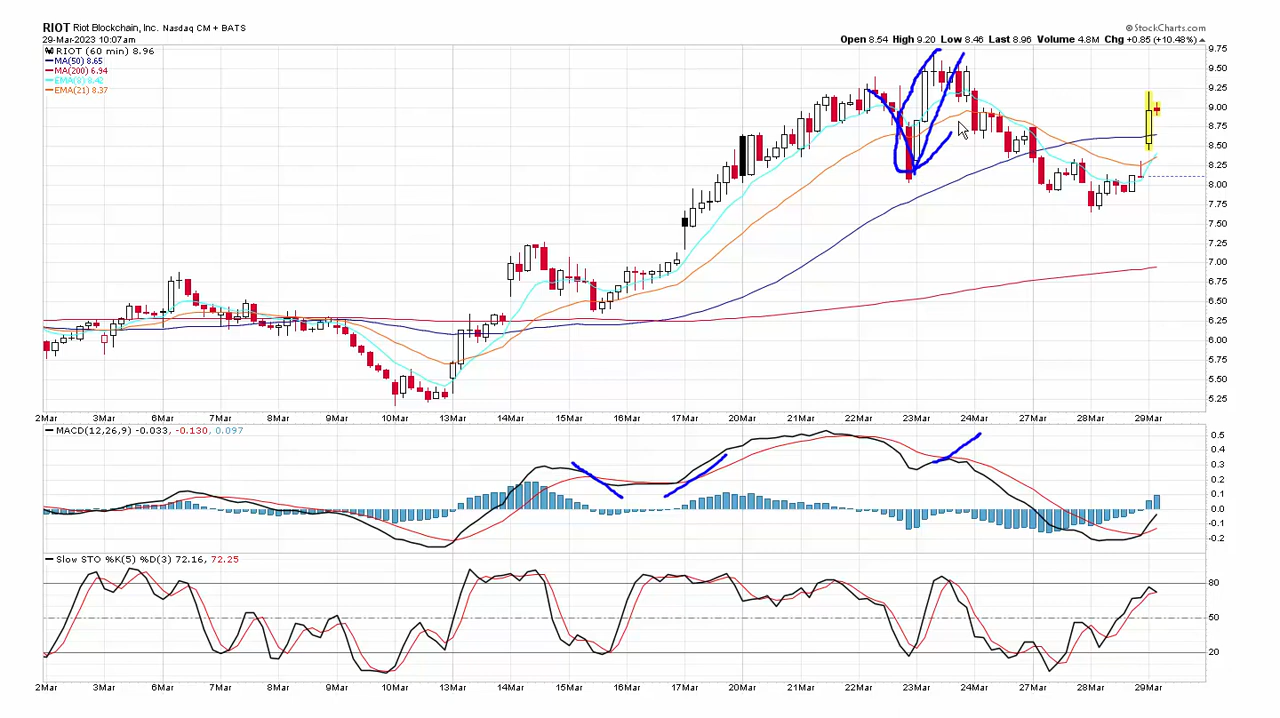 RIOT Riot Blockchain, Inc. Nasdaq CM + BATS
© StockCharts.com
29-Mar-2023 10:07am
Open 8.54 High 9.20 Low 8.46 Last 8.96 Volume 4.8M Chg +0.85 (+10.48%)
RIOT (60 min) 8.96
MA(50) 8.65
MA(200) 6.94
EMA(8) 8.42
EMA(21) 8.37
9.75
9.50
9.25
9.00
8.75
8.50
8.25
8.00
7.75
7.50
7.25
7.00
6.75
6.50
6.25
6.00
5.75
5.50
5.25
2Mar 3Mar 6Mar 7Mar 8Mar 9Mar 10Mar 13Mar 14Mar 15Mar 16Mar 17Mar 20Mar 21Mar 22Mar 23Mar 24Mar 27Mar 28Mar 29Mar
MACD(12,26,9) -0.033, -0.130, 0.097
0.5
0.4
0.3
0.2
0.1
0.0
-0.1
-0.2
Slow STO %K(5) %D(3) 72.16, 72.25
80
50
20
2Mar 3Mar 6Mar 7Mar 8Mar 9Mar 10Mar 13Mar 14Mar 15Mar 16Mar 17Mar 20Mar 21Mar 22Mar 23Mar 24Mar 27Mar 28Mar 29Mar